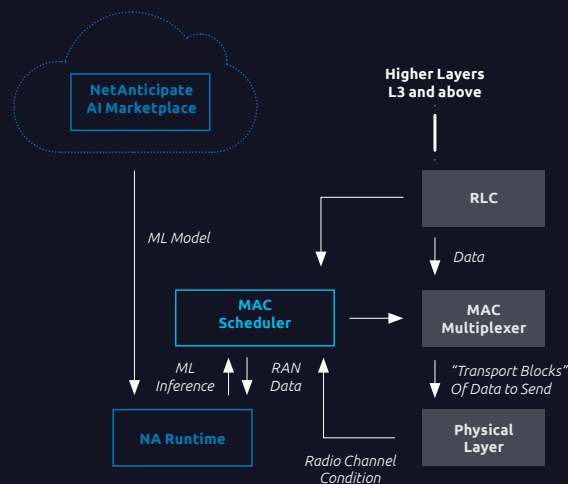 NetAnticipate
AI Marketplace
Higher Layers
L3 and above
RLC
ML Model
Data
MAC
Scheduler
MAC
Multiplexer
ML
Inference
RAN
Data
“Transport Blocks”
Of Data to Send
NA Runtime
Physical
Layer
Radio Channel
Condition